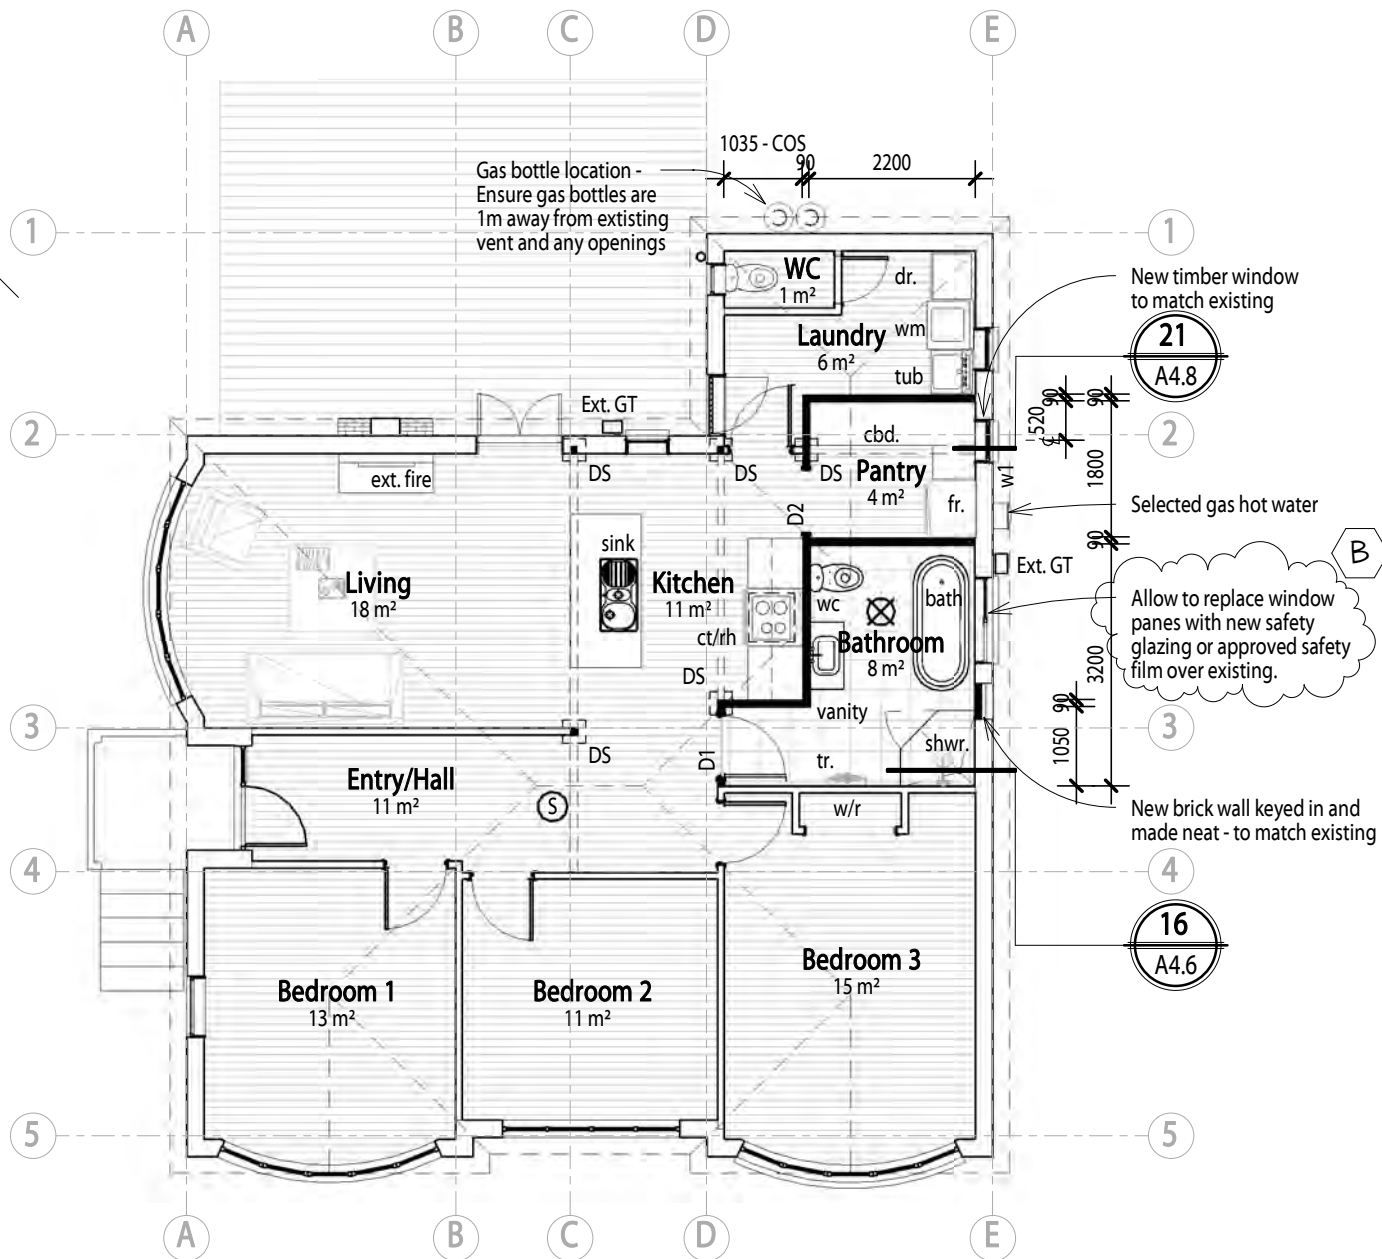 A
B
C
D
E
1035 - COS
90
2200
Gas bottle location -
Ensure gas bottles are
1m away from extisting
vent and any openings
1
1
WC
1 m²
dr.
New timber window
to match existing
wm
Laundry
6 m²
tub
21
A4.8
90
90
520
Ext. GT
2
2
cbd.
℄
ext. fire
DS
DS
DS
Pantry
4 m²
1800
w1
fr.
Selected gas hot water
D2
sink
90
B
Ext. GT
Living
18 m²
Kitchen
11 m²
wc
bath
Allow to replace window
panes with new safety
glazing or approved safety
film over existing.
ct/rh
Bathroom
8 m²
3200
DS
90
vanity
3
3
1050
DS
D1
shwr.
tr.
Entry/Hall
11 m²
S
w/r
New brick wall keyed in and
made neat - to match existing
4
4
16
A4.6
Bedroom 1
13 m²
Bedroom 2
11 m²
Bedroom 3
15 m²
5
5
A
B
C
D
E